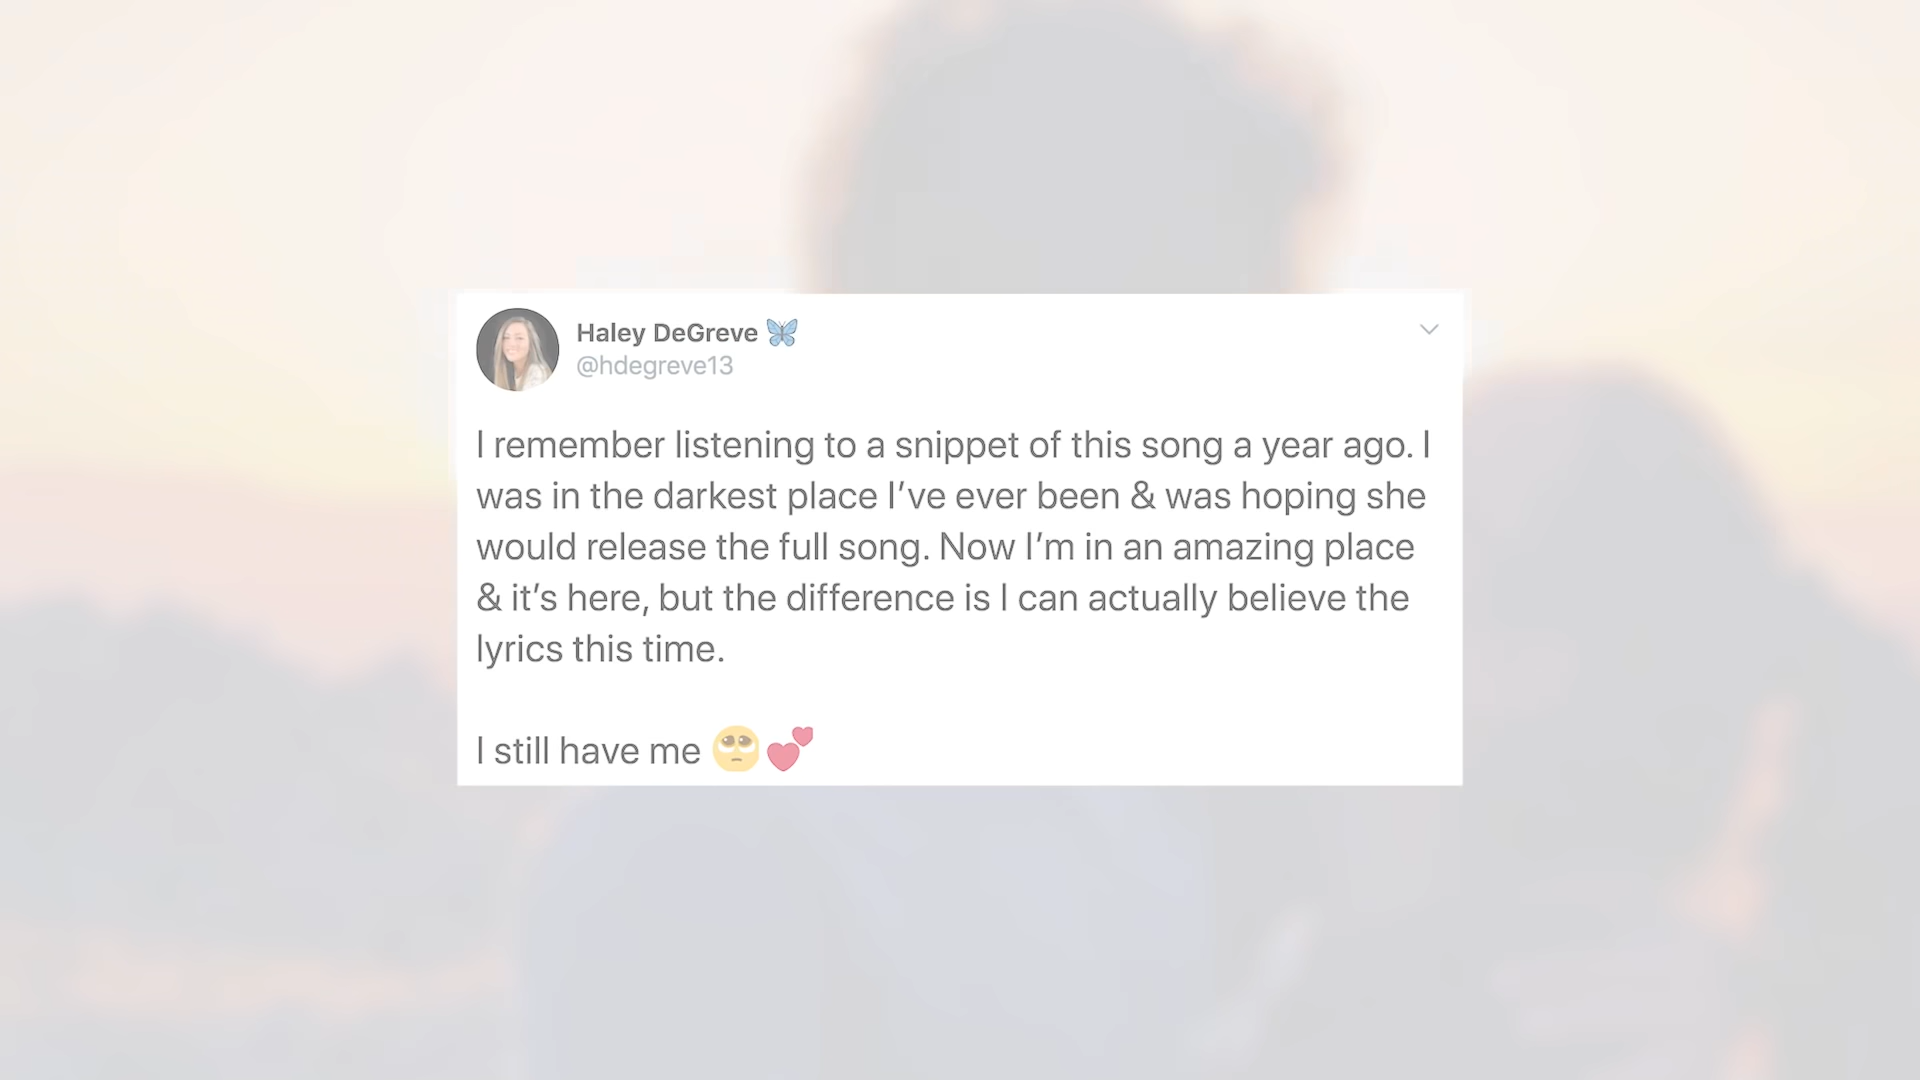 Haley DeGreve 🦋
@hdegreve13
I remember listening to a snippet of this song a year ago. I
was in the darkest place I’ve ever been & was hoping she
would release the full song. Now I’m in an amazing place
& it’s here, but the difference is I can actually believe the
lyrics this time.
I still have me 🥺💕